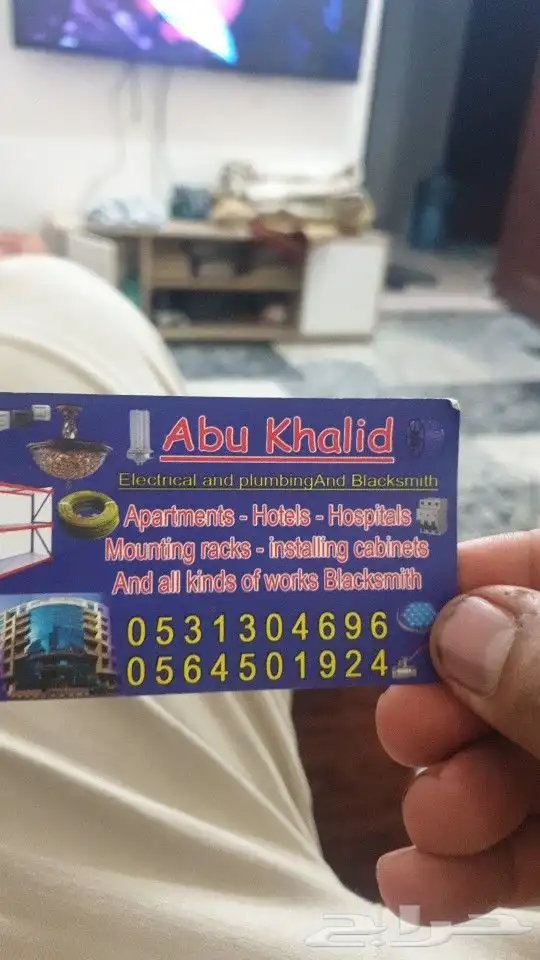 Abu Khalid
Electrical and plumbingAnd Blacksmith
Apartments - Hotels - Hospitals
Mounting racks - installing cabinets
And all kinds of works Blacksmith
0531304696
0564501924
حراج